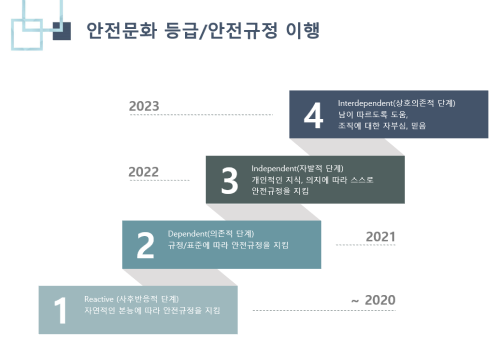 안전문화 등급/안전규정 이행
2023
4
Interdependent(상호의존적 단계)
남이 따르도록 도움,
조직에 대한 자부심, 믿음
2022
3
Independent(자발적 단계)
개인적인 지식, 의지에 따라 스스로
안전규정을 지킴
2
Dependent(의존적 단계)
규정/표준에 따라 안전규정을 지킴
2021
1
Reactive (사후반응적 단계)
자연적인 본능에 따라 안전규정을 지킴
~ 2020